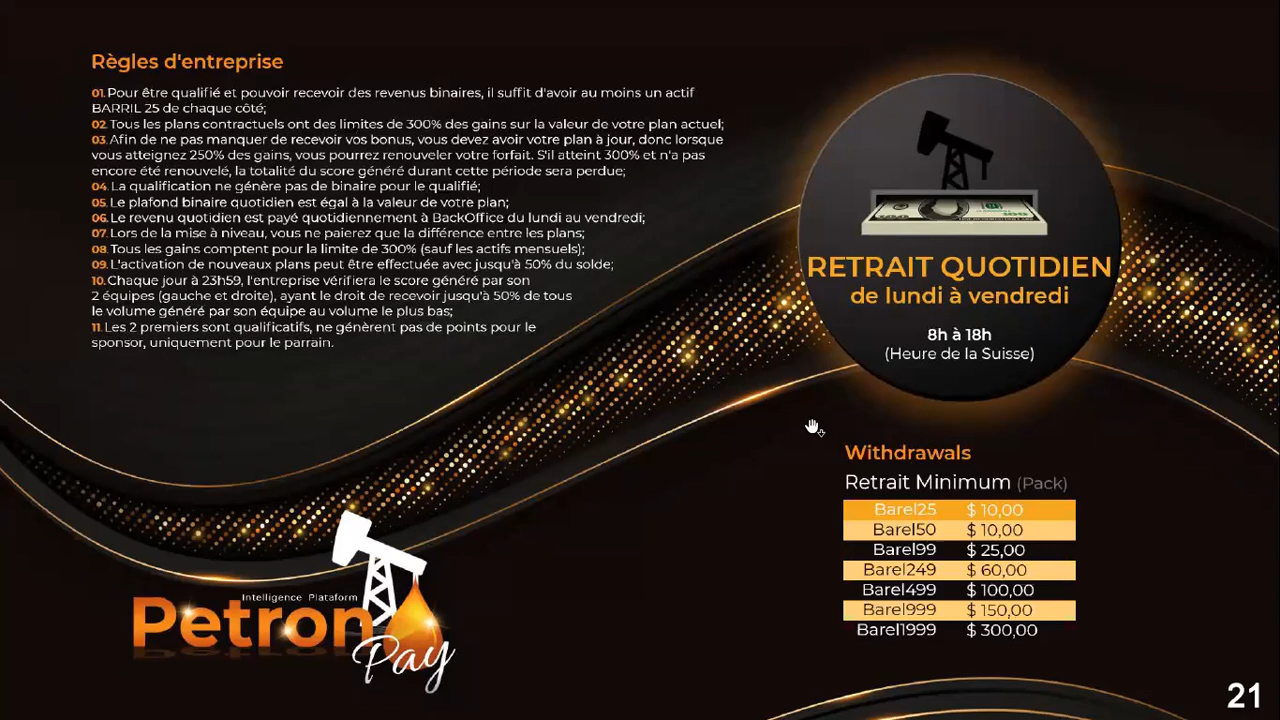 Règles d'entreprise
01.Pour être qualifié et pouvoir recevoir des revenus binaires, il suffit d'avoir au moins un actif
BARRIL 25 de chaque côté;
02.Tous les plans contractuels ont des limites de 300% des gains sur la valeur de votre plan actuel;
03.Afin de ne pas manquer de recevoir vos bonus, vous devez avoir votre plan à jour, donc lorsque
vous atteignez 250% des gains, vous pourrez renouveler votre forfait. S'il atteint 300% et n'a pas
encore été renouvelé, la totalité du score généré durant cette période sera perdue;
04.La qualification ne génère pas de binaire pour le qualifié;
05.Le plafond binaire quotidien est égal à la valeur de votre plan;
06.Le revenu quotidien est payé quotidiennement à BackOffice du lundi au vendredi;
07.Lors de la mise à niveau, vous ne paierez que la différence entre les plans;
08.Tous les gains comptent pour la limite de 300% (sauf les actifs mensuels);
09.L'activation de nouveaux plans peut être effectuée avec jusqu'à 50% du solde;
10.Chaque jour à 23h59, l'entreprise vérifiera le score généré par son
2 équipes (gauche et droite), ayant le droit de recevoir jusqu'à 50% de tous
le volume généré par son équipe au volume le plus bas;
11.Les 2 premiers sont qualificatifs, ne génèrent pas de points pour le
sponsor, uniquement pour le parrain.
RETRAIT QUOTIDIEN
de lundi à vendredi
8h à 18h
(Heure de la Suisse)
Withdrawals
Retrait Minimum (Pack)
Barel25 $ 10,00
Barel50 $ 10,00
Barel99 $ 25,00
Barel249 $ 60,00
Barel499 $ 100,00
Barel999 $ 150,00
Barel1999 $ 300,00
Intelligence Plataform
Petron
Pay
21